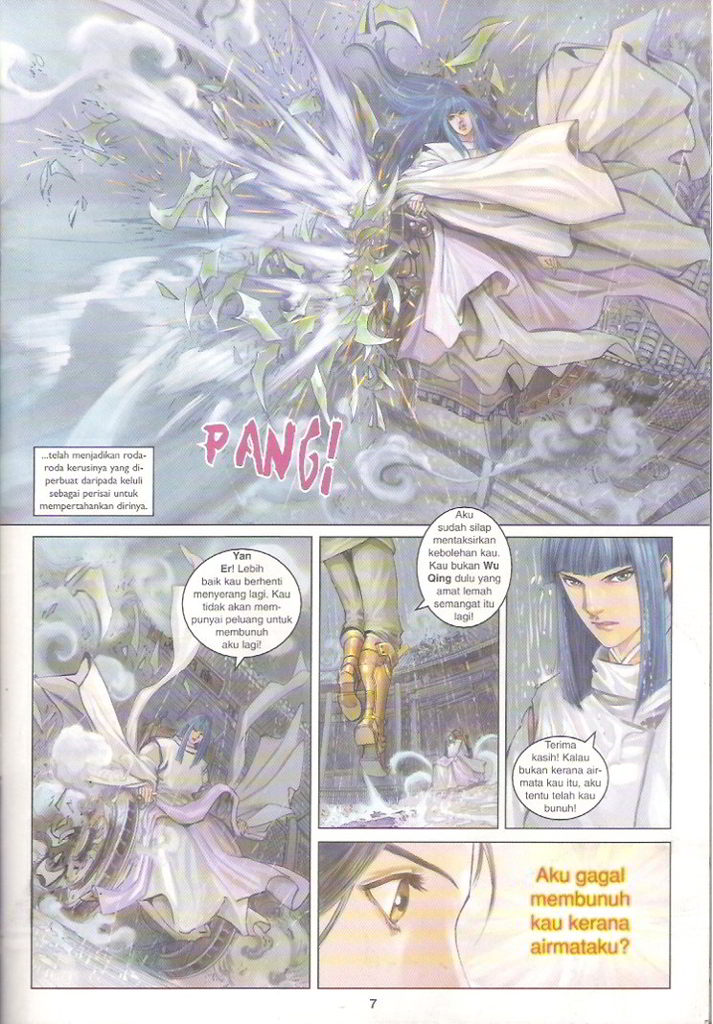 PANG!
...telah menjadikan roda-
roda kerusinya yang di-
perbuat daripada keluli
sebagai perisai untuk
mempertahankan dirinya.
Yan
Er! Lebih
baik kau berhenti
menyerang lagi. Kau
tidak akan mem-
punyai peluang untuk
membunuh
aku lagi!
Aku
sudah silap
mentaksirkan
kebolehan kau.
Kau bukan Wu
Qing dulu yang
amat lemah
semangat itu
lagi!
Terima
kasih! Kalau
bukan kerana air-
mata kau itu, aku
tentu telah kau
bunuh!
Aku gagal
membunuh
kau kerana
airmataku?
7